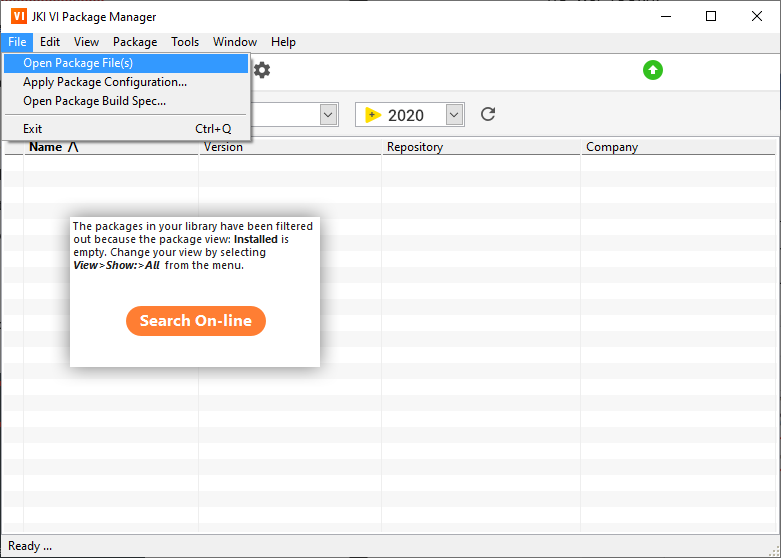 VI JKI VI Package Manager
File Edit View Package Tools Window Help
Open Package File(s)
Apply Package Configuration...
Open Package Build Spec...
Exit Ctrl+Q
2020
Name Version Repository Company
The packages in your library have been filtered
out because the package view: Installed is
empty. Change your view by selecting
View>Show:>All from the menu.
Search On-line
Ready ...